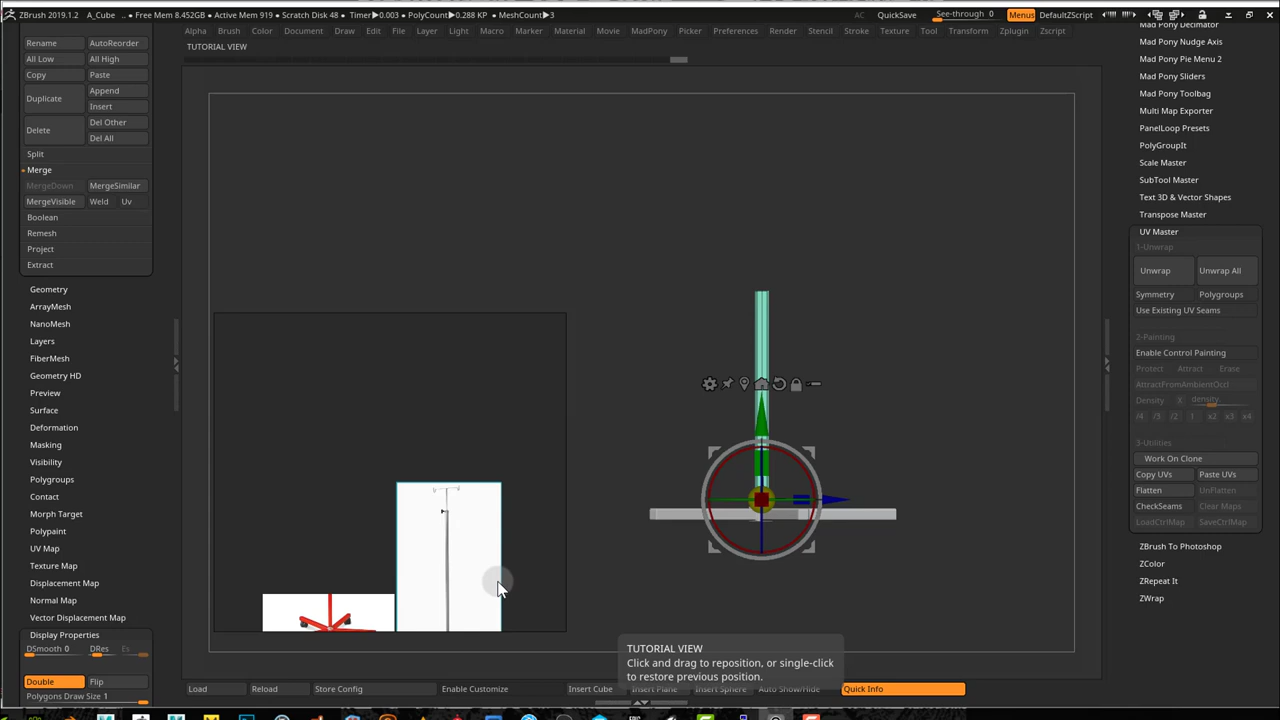 ZBrush 2019.1.2 A_Cube .. • Free Mem 8.452GB • Active Mem 919 • Scratch Disk 48 • Timer▶0.003 • PolyCount▶0.288 KP • MeshCount▶3 AC QuickSave See-through 0 Menus DefaultZScript
Alpha Brush Color Document Draw Edit File Layer Light Macro Marker Material Movie MadPony Picker Preferences Render Stencil Stroke Texture Tool Transform Zplugin Zscript
TUTORIAL VIEW
Rename AutoReorder
All Low All High
Copy Paste
Duplicate Append
Insert
Delete Del Other
Del All
Split
Merge
MergeDown MergeSimilar
MergeVisible Weld Uv
Boolean
Remesh
Project
Extract
Geometry
ArrayMesh
NanoMesh
Layers
FiberMesh
Geometry HD
Preview
Surface
Deformation
Masking
Visibility
Polygroups
Contact
Morph Target
Polypaint
UV Map
Texture Map
Displacement Map
Normal Map
Vector Displacement Map
Display Properties
DSmooth 0 DRes Es
Double Flip
Polygons Draw Size 1
Mad Pony Decimator
Mad Pony Nudge Axis
Mad Pony Pie Menu 2
Mad Pony Sliders
Mad Pony Toolbag
Multi Map Exporter
PanelLoop Presets
PolyGroupIt
Scale Master
SubTool Master
Text 3D & Vector Shapes
Transpose Master
UV Master
1-Unwrap
Unwrap Unwrap All
Symmetry Polygroups
Use Existing UV Seams
2-Painting
Enable Control Painting
Protect Attract Erase
AttractFromAmbientOccl
Density X density
/4 /3 /2 1 x2 x3 x4
3-Utilities
Work On Clone
Copy UVs Paste UVs
Flatten UnFlatten
CheckSeams Clear Maps
LoadCtrlMap SaveCtrlMap
ZBrush To Photoshop
ZColor
ZRepeat It
ZWrap
TUTORIAL VIEW
Click and drag to reposition, or single-click
to restore previous position.
Load Reload Store Config Enable Customize Insert Cube Insert Plane Insert Sphere Auto Show/Hide Quick Info